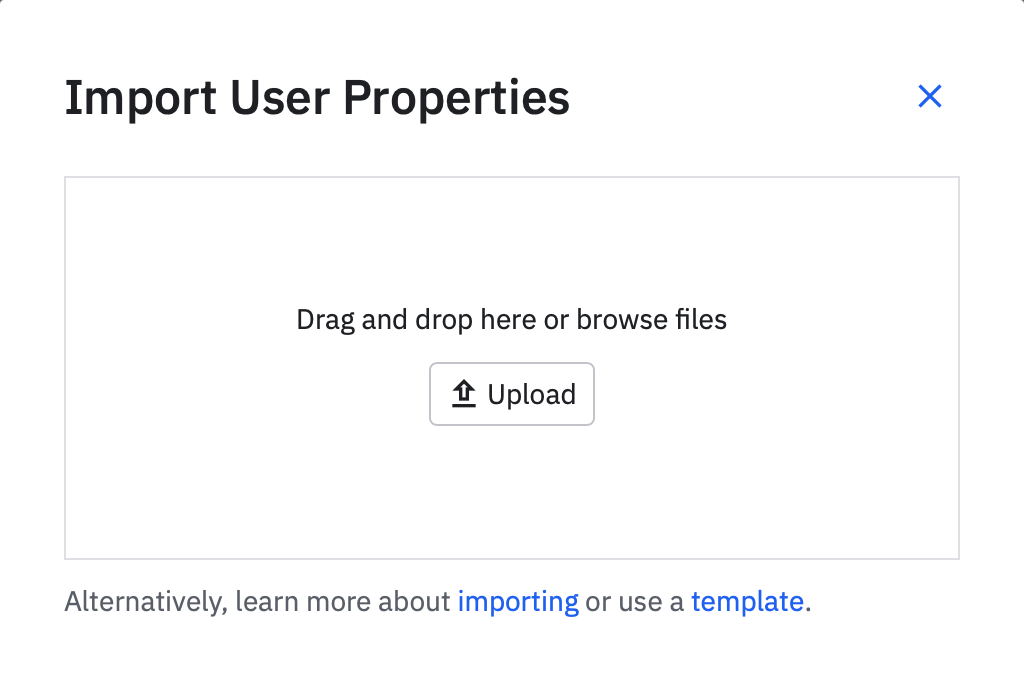 Import User Properties
Drag and drop here or browse files
Upload
Alternatively, learn more about importing or use a template.